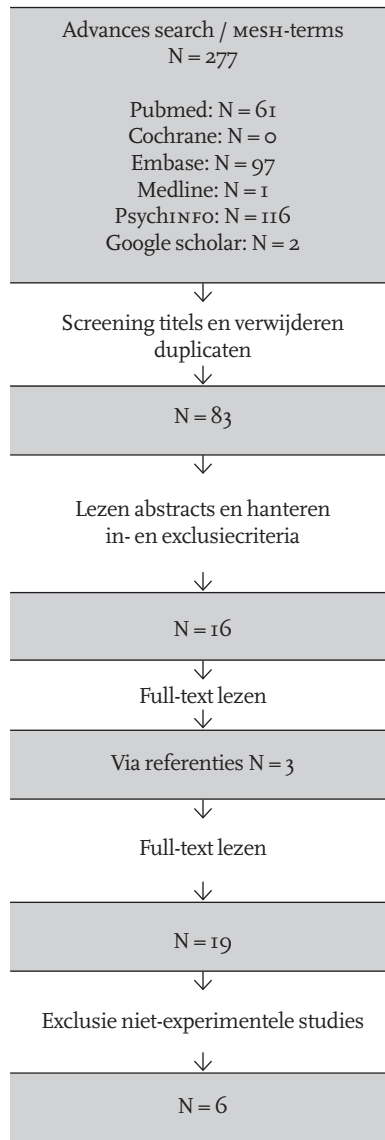 Advances search / MESH-terms
N = 277
Pubmed: N = 61
Cochrane: N = 0
Embase: N = 97
Medline: N = 1
PsychINFO: N = 116
Google scholar: N = 2
Screening titels en verwijderen
duplicaten
N = 83
Lezen abstracts en hanteren
in- en exclusiecriteria
N = 16
Full-text lezen
Via referenties N = 3
Full-text lezen
N = 19
Exclusie niet-experimentele studies
N = 6